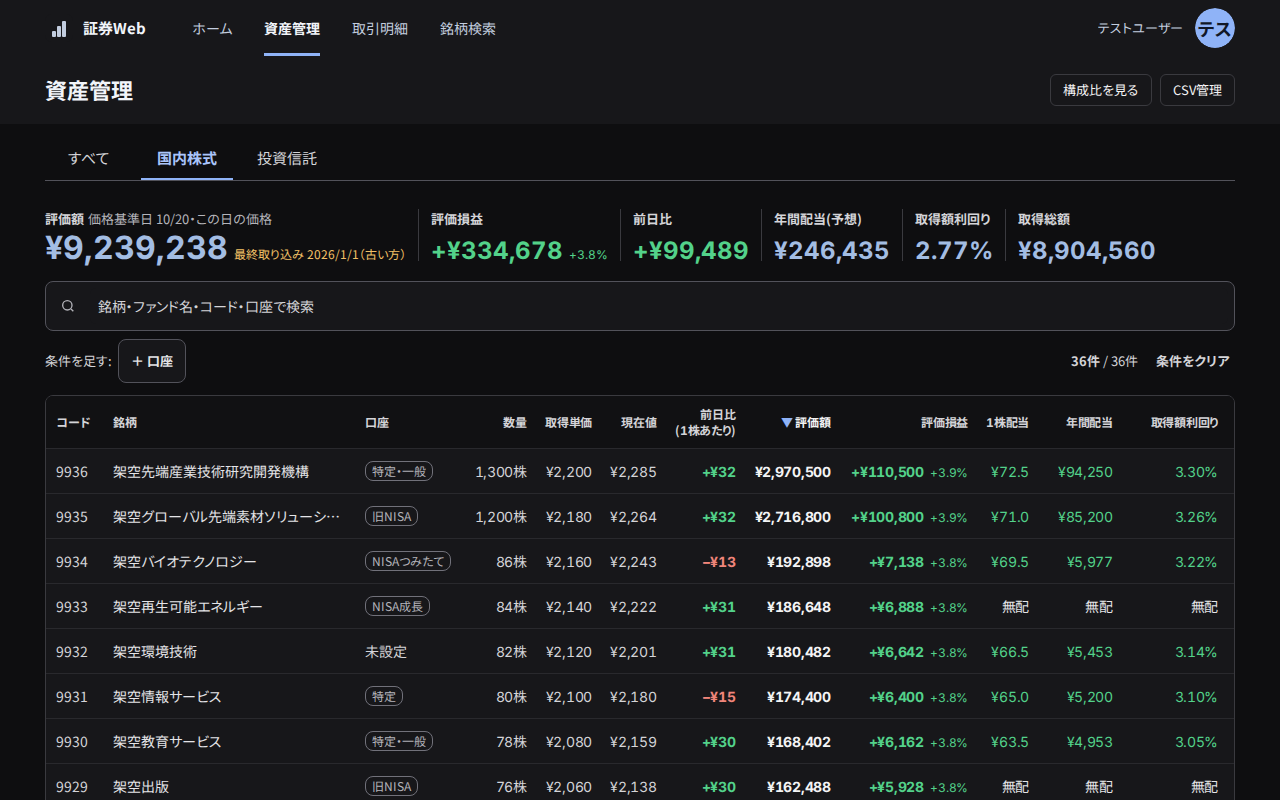 証券Web ホーム 資産管理 取引明細 銘柄検索 テストユーザー テス
資産管理 構成比を見る CSV管理
すべて 国内株式 投資信託
評価額 価格基準日 10/20・この日の価格 評価損益 前日比 年間配当(予想) 取得額利回り 取得総額
¥9,239,238 最終取り込み 2026/1/1(古い方) +¥334,678 +3.8% +¥99,489 ¥246,435 2.77% ¥8,904,560
銘柄・ファンド名・コード・口座で検索
条件を足す: ＋ 口座 36件 / 36件 条件をクリア
コード 銘柄 口座 数量 取得単価 現在値 前日比 (1株あたり) ▼評価額 評価損益 1株配当 年間配当 取得額利回り
9936 架空先端産業技術研究開発機構 特定・一般 1,300株 ¥2,200 ¥2,285 +¥32 ¥2,970,500 +¥110,500 +3.9% ¥72.5 ¥94,250 3.30%
9935 架空グローバル先端素材ソリューシ… 旧NISA 1,200株 ¥2,180 ¥2,264 +¥32 ¥2,716,800 +¥100,800 +3.9% ¥71.0 ¥85,200 3.26%
9934 架空バイオテクノロジー NISAつみたて 86株 ¥2,160 ¥2,243 −¥13 ¥192,898 +¥7,138 +3.8% ¥69.5 ¥5,977 3.22%
9933 架空再生可能エネルギー NISA成長 84株 ¥2,140 ¥2,222 +¥31 ¥186,648 +¥6,888 +3.8% 無配 無配 無配
9932 架空環境技術 未設定 82株 ¥2,120 ¥2,201 +¥31 ¥180,482 +¥6,642 +3.8% ¥66.5 ¥5,453 3.14%
9931 架空情報サービス 特定 80株 ¥2,100 ¥2,180 −¥15 ¥174,400 +¥6,400 +3.8% ¥65.0 ¥5,200 3.10%
9930 架空教育サービス 特定・一般 78株 ¥2,080 ¥2,159 +¥30 ¥168,402 +¥6,162 +3.8% ¥63.5 ¥4,953 3.05%
9929 架空出版 旧NISA 76株 ¥2,060 ¥2,138 +¥30 ¥162,488 +¥5,928 +3.8% 無配 無配 無配